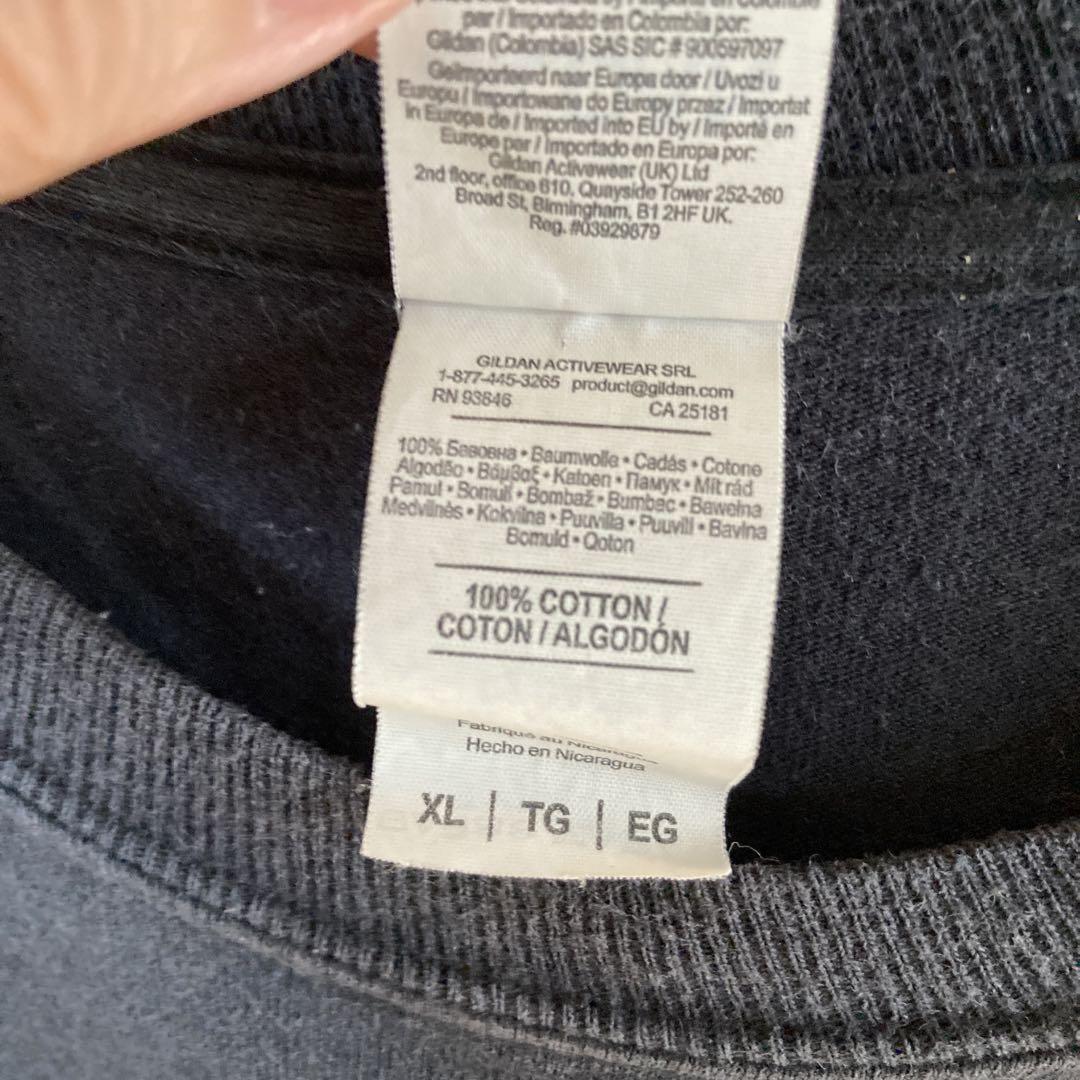 par / Importado en Colombia por:
Gildan (Colombia) SAS SIC # 900597097
Geïmporteerd naar Europa door / Uvozi u
Europu / Importowane do Europy przez / Importat
in Europa de / Imported into EU by / Importé en
Europe par / Importado en Europa por:
Gildan Activewear (UK) Ltd
2nd floor, office 610, Quayside Tower 252-260
Broad St, Birmingham, B1 2HF UK.
Reg. #03929879
GILDAN ACTIVEWEAR SRL
1-877-445-3265 product@gildan.com
RN 93846 CA 25181
100% Бавовна • Baumwolle • Cadás • Cotone
Algodão • Βάμβαξ • Katoen • Памук • Mit rád
Pamut • Bomull • Bombaž • Bumbac • Bawełna
Medvilnės • Kokvilna • Puuvilla • Puuvill • Bavlna
Bomuld • Qoton
100% COTTON /
COTON / ALGODÓN
Fabriqué au Nicaragua
Hecho en Nicaragua
XL | TG | EG